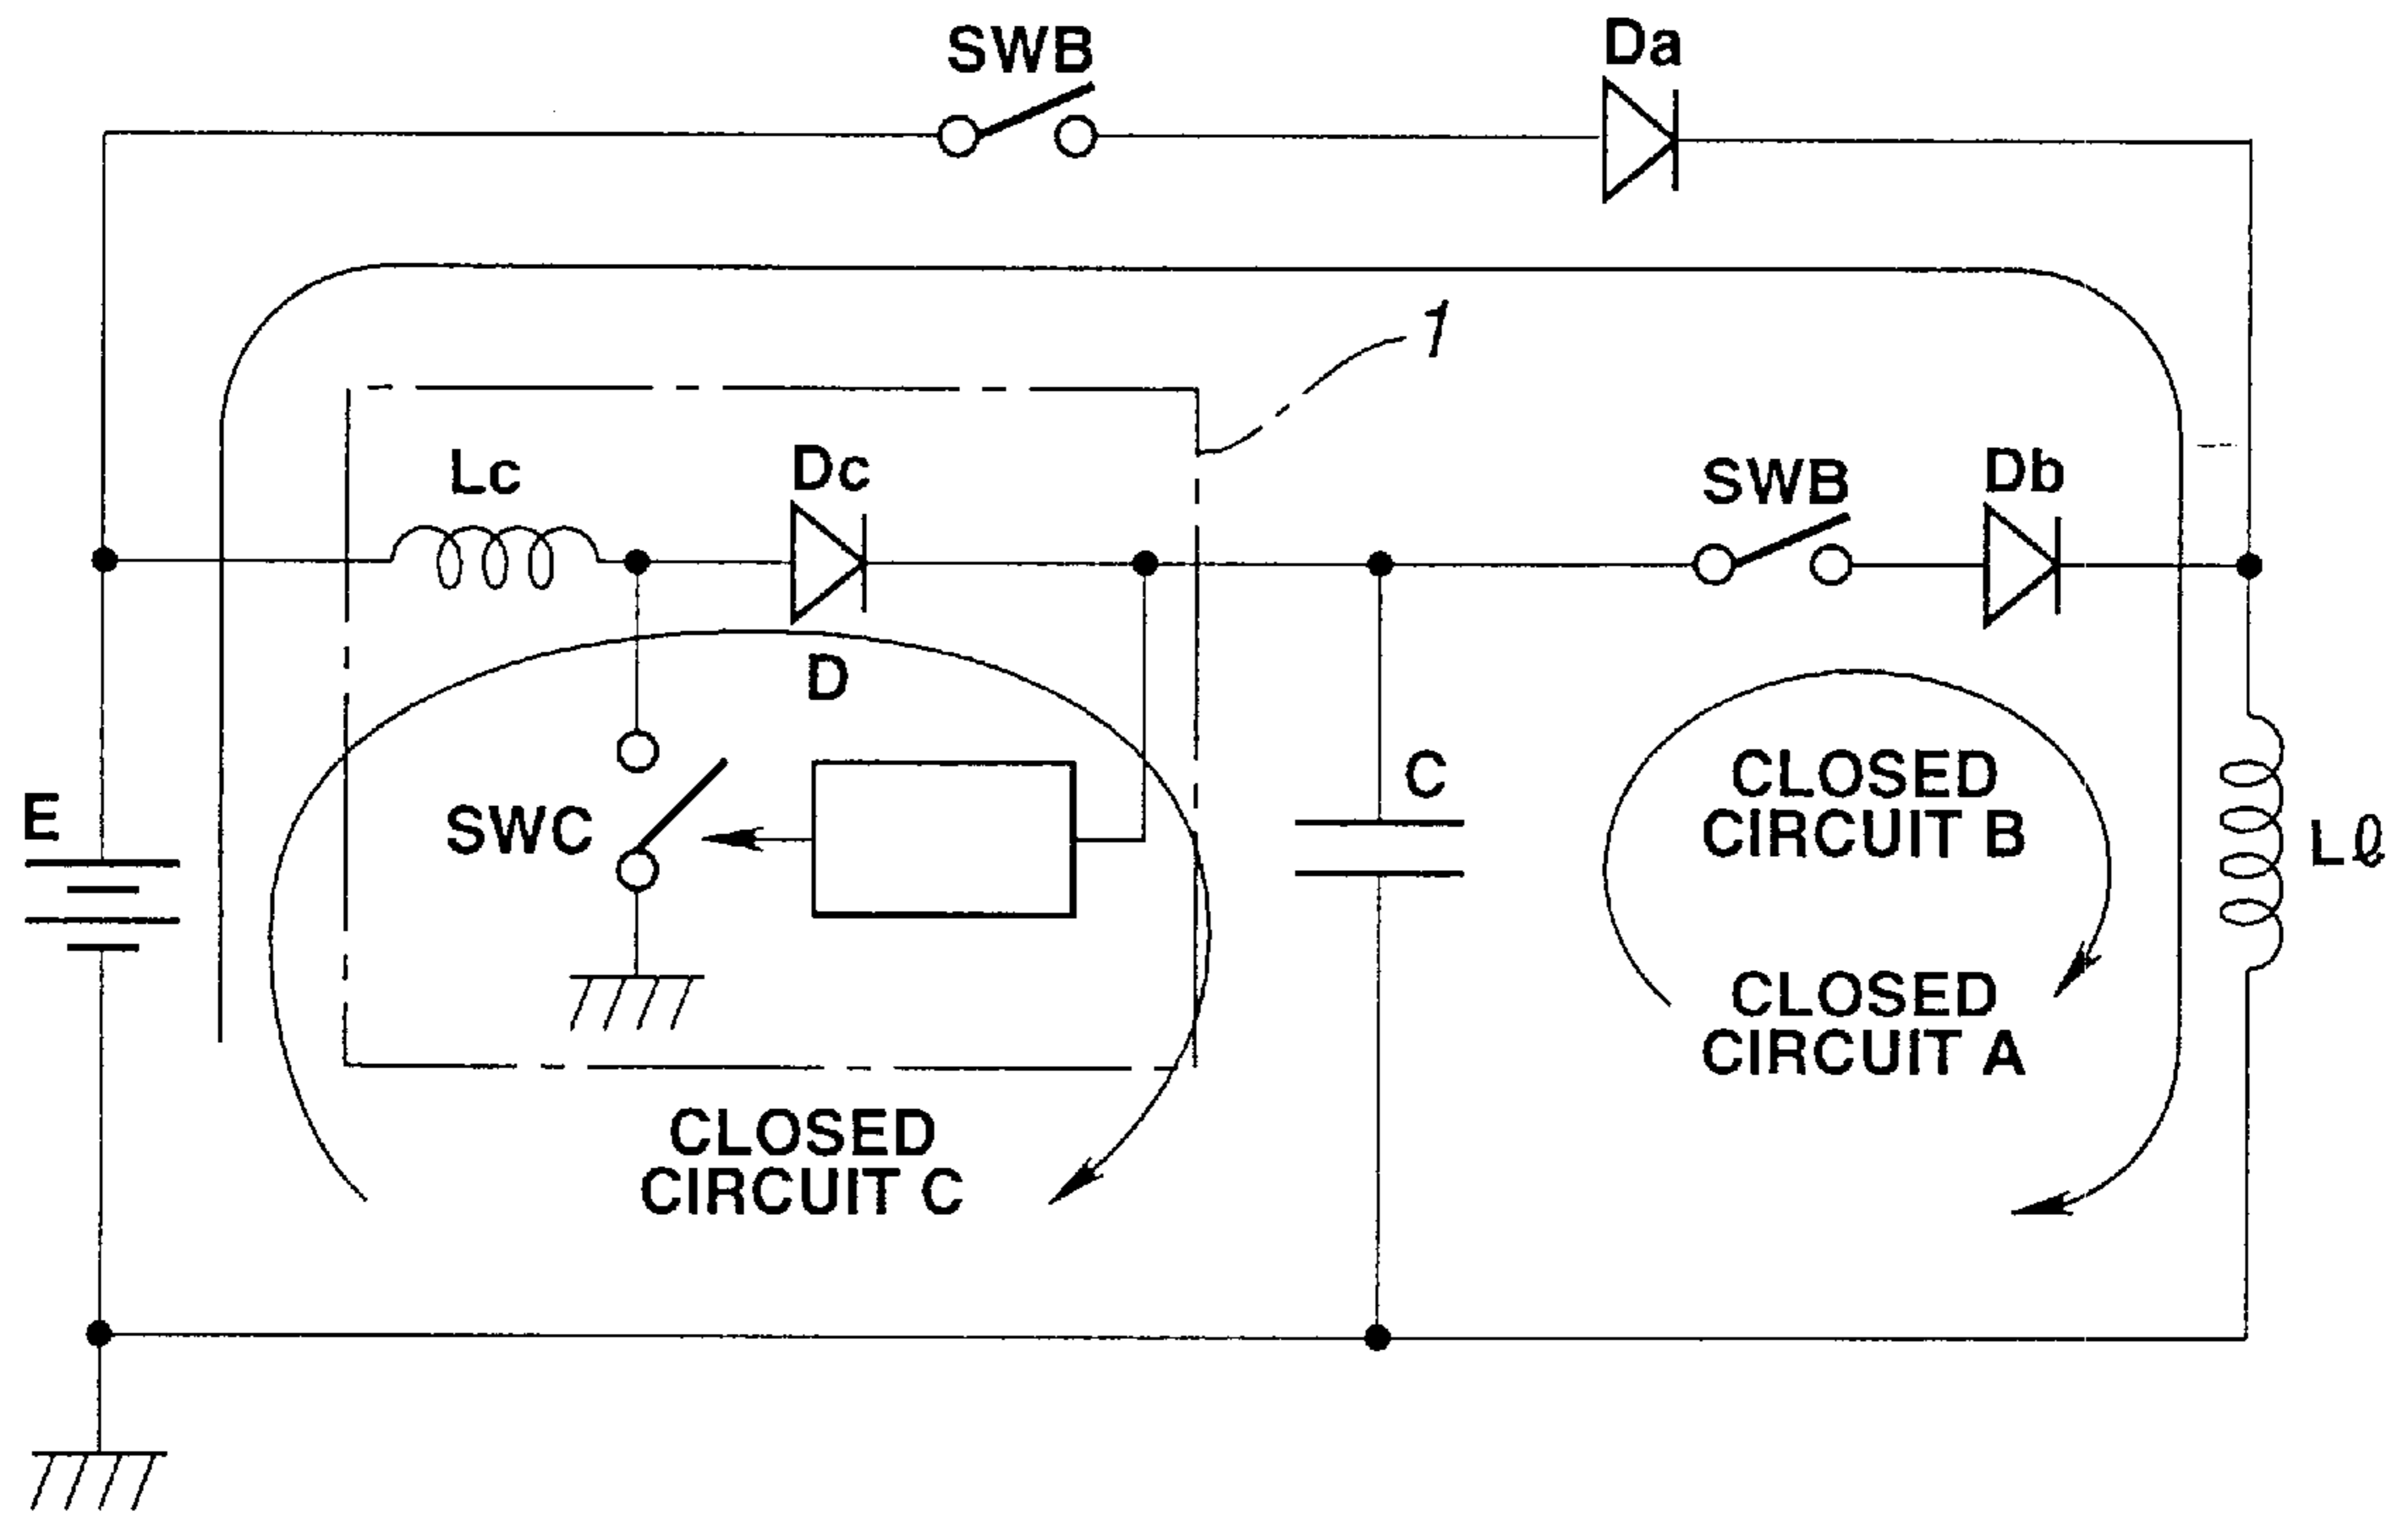 SWB
Da
1
Lc
Dc
SWB
Db
D
E
SWC
C
CLOSED
CIRCUIT B
Lℓ
CLOSED
CIRCUIT A
CLOSED
CIRCUIT C